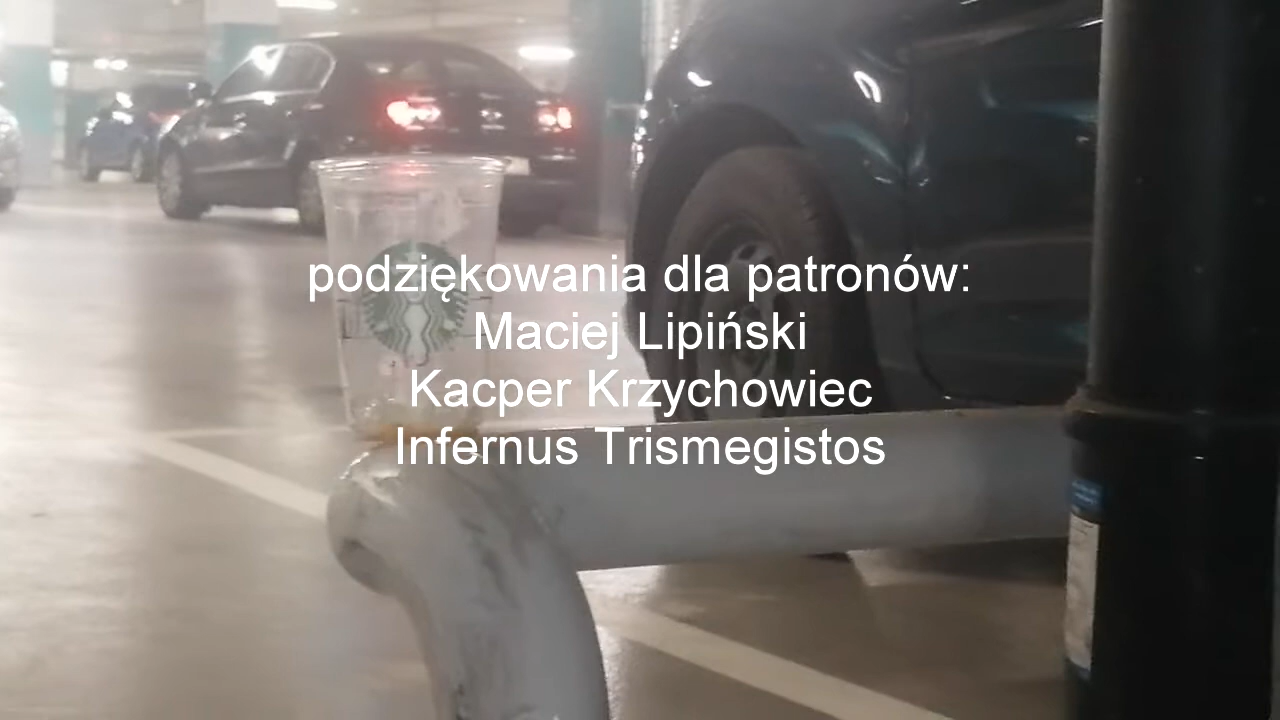 podziękowania dla patronów:
Maciej Lipiński
Kacper Krzychowiec
Infernus Trismegistos